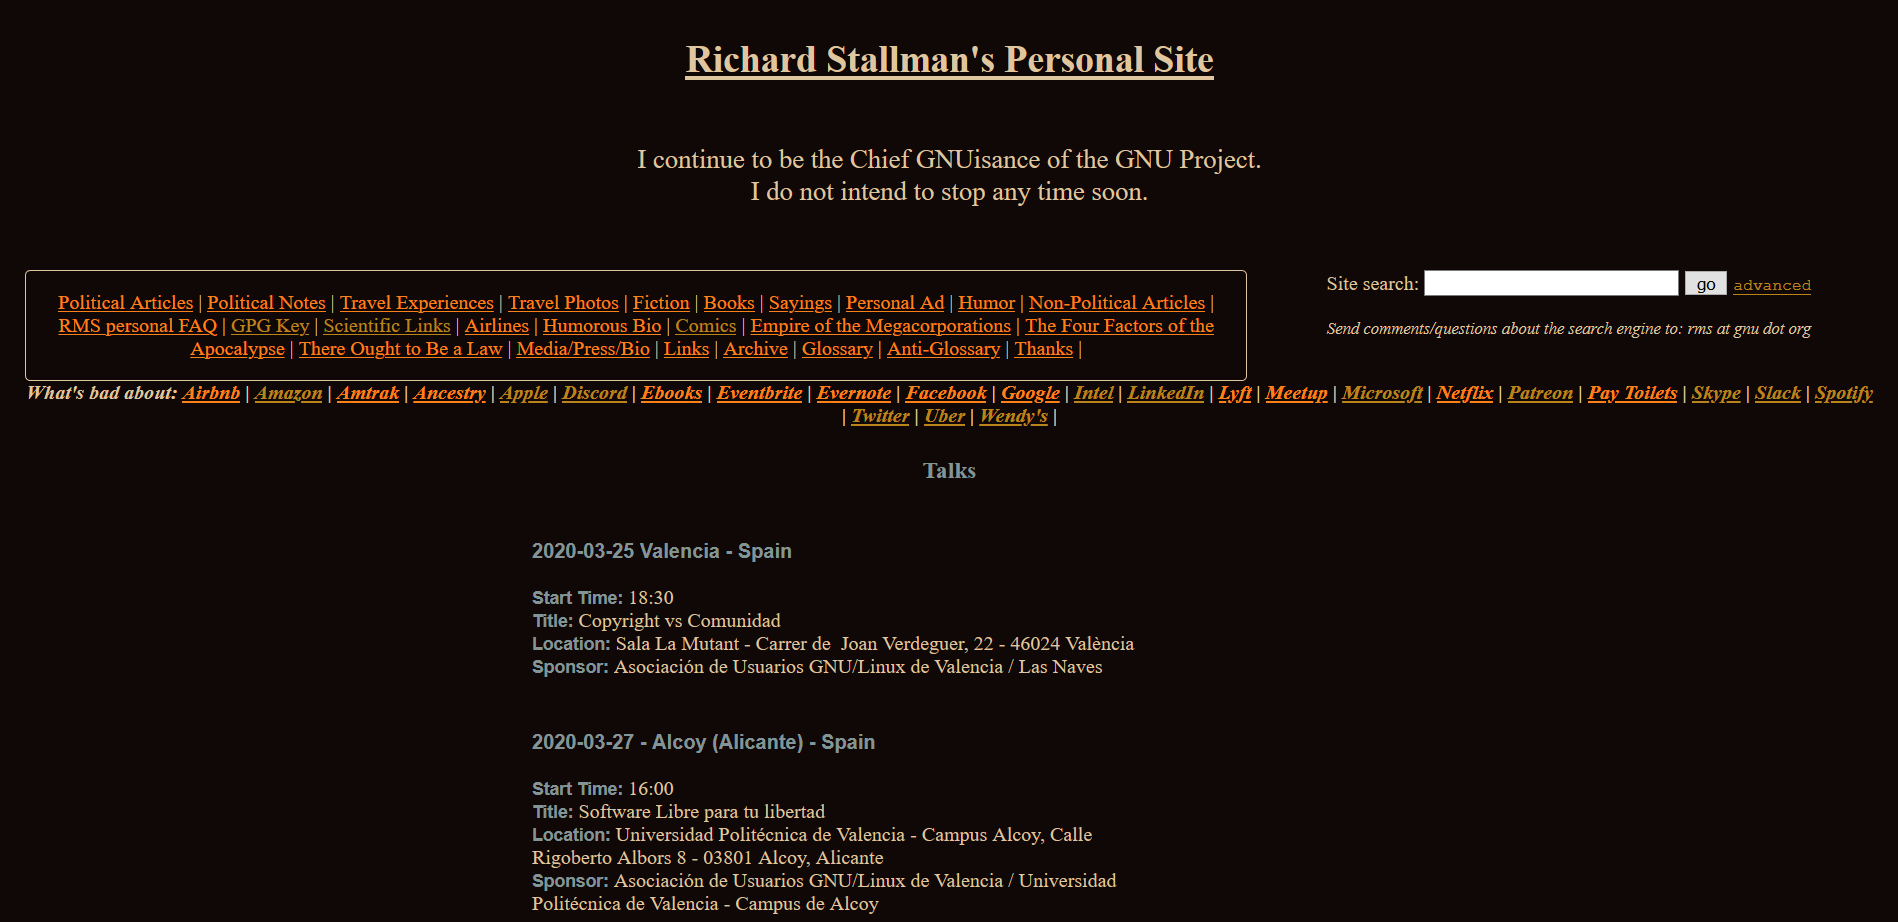 Richard Stallman's Personal Site
I continue to be the Chief GNUisance of the GNU Project.
I do not intend to stop any time soon.
Political Articles | Political Notes | Travel Experiences | Travel Photos | Fiction | Books | Sayings | Personal Ad | Humor | Non-Political Articles |
RMS personal FAQ | GPG Key | Scientific Links | Airlines | Humorous Bio | Comics | Empire of the Megacorporations | The Four Factors of the
Apocalypse | There Ought to Be a Law | Media/Press/Bio | Links | Archive | Glossary | Anti-Glossary | Thanks |
Site search: go advanced
Send comments/questions about the search engine to: rms at gnu dot org
What's bad about: Airbnb | Amazon | Amtrak | Ancestry | Apple | Discord | Ebooks | Eventbrite | Evernote | Facebook | Google | Intel | LinkedIn | Lyft | Meetup | Microsoft | Netflix | Patreon | Pay Toilets | Skype | Slack | Spotify
| Twitter | Uber | Wendy's |
Talks
2020-03-25 Valencia - Spain
Start Time: 18:30
Title: Copyright vs Comunidad
Location: Sala La Mutant - Carrer de  Joan Verdeguer, 22 - 46024 València
Sponsor: Asociación de Usuarios GNU/Linux de Valencia / Las Naves
2020-03-27 - Alcoy (Alicante) - Spain
Start Time: 16:00
Title: Software Libre para tu libertad
Location: Universidad Politécnica de Valencia - Campus Alcoy, Calle
Rigoberto Albors 8 - 03801 Alcoy, Alicante
Sponsor: Asociación de Usuarios GNU/Linux de Valencia / Universidad
Politécnica de Valencia - Campus de Alcoy